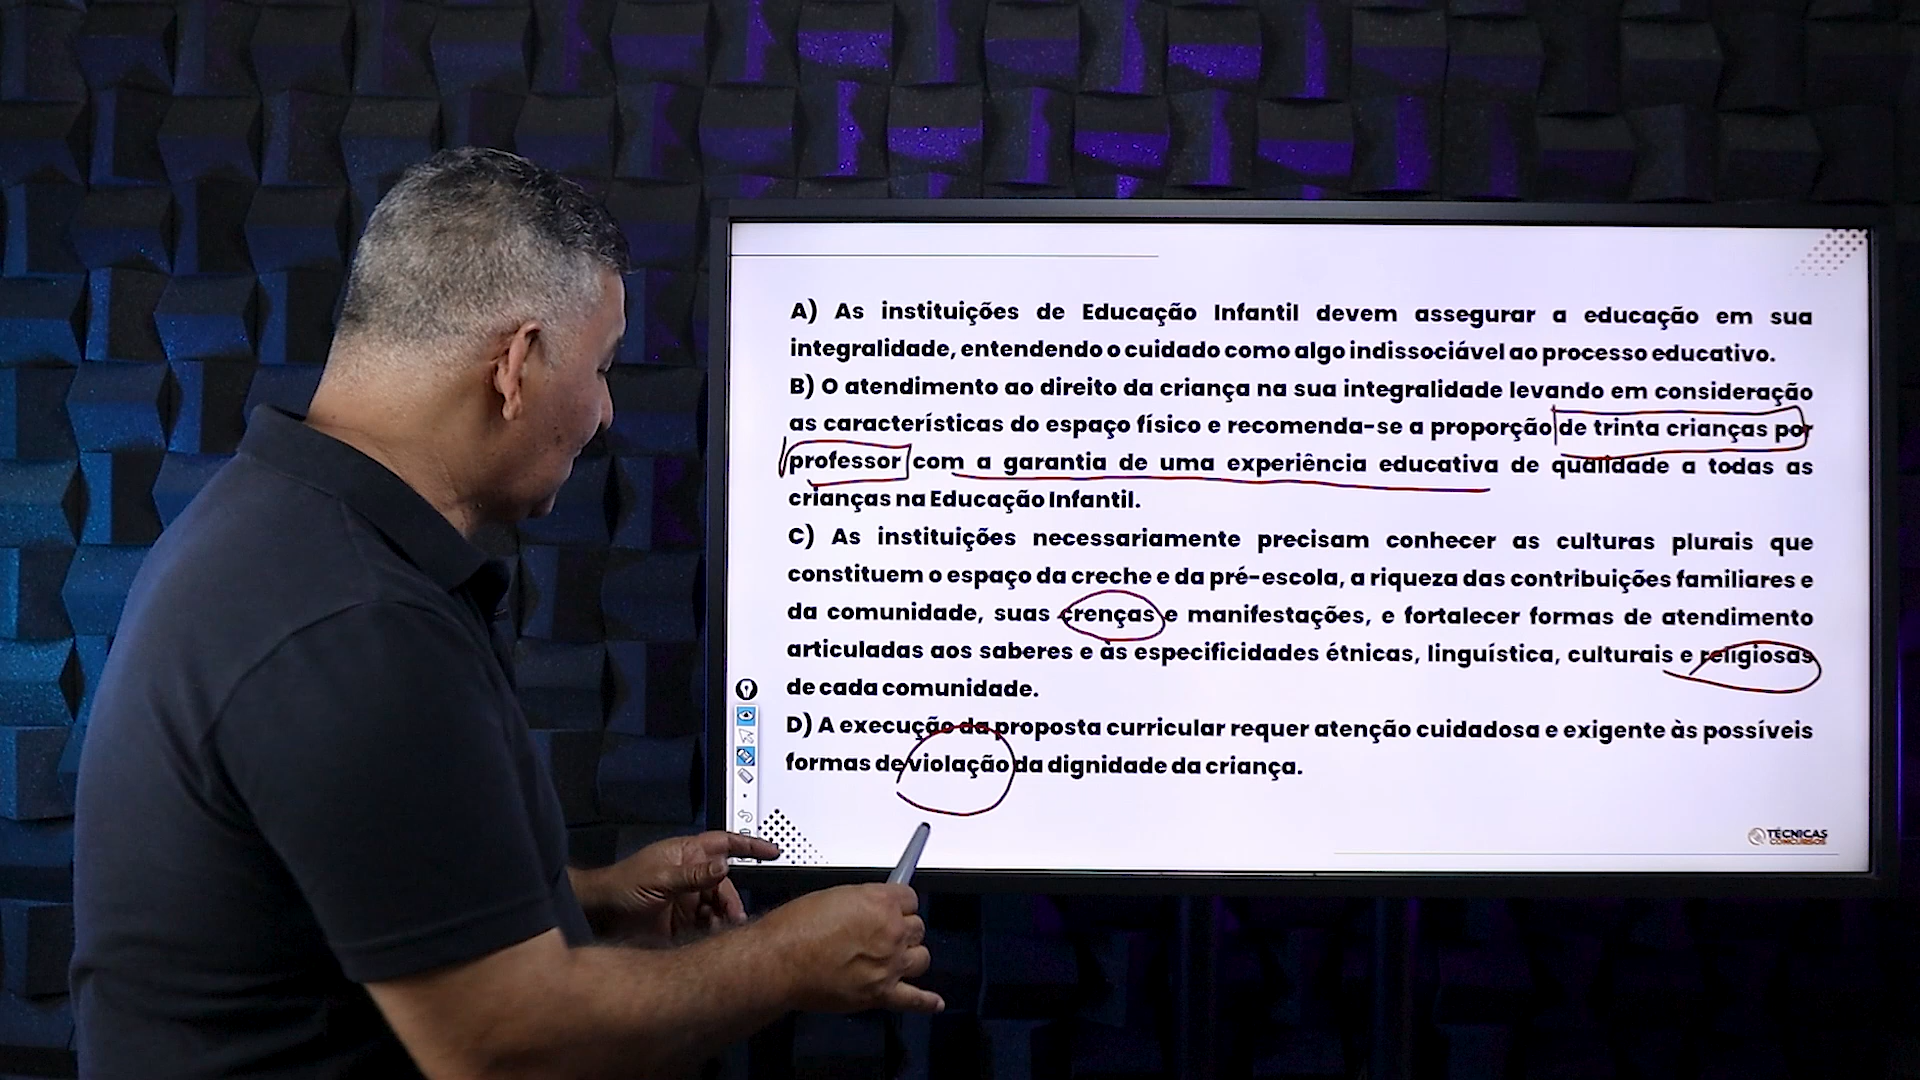 A) As instituições de Educação Infantil devem assegurar a educação em sua
integralidade, entendendo o cuidado como algo indissociável ao processo educativo.
B) O atendimento ao direito da criança na sua integralidade levando em consideração
as características do espaço físico e recomenda-se a proporção de trinta crianças por
professor com a garantia de uma experiência educativa de qualidade a todas as
crianças na Educação Infantil.
C) As instituições necessariamente precisam conhecer as culturas plurais que
constituem o espaço da creche e da pré-escola, a riqueza das contribuições familiares e
da comunidade, suas crenças e manifestações, e fortalecer formas de atendimento
articuladas aos saberes e às especificidades étnicas, linguística, culturais e religiosas
de cada comunidade.
D) A execução da proposta curricular requer atenção cuidadosa e exigente às possíveis
formas de violação da dignidade da criança.
TÉCNICAS
CONCURSOS